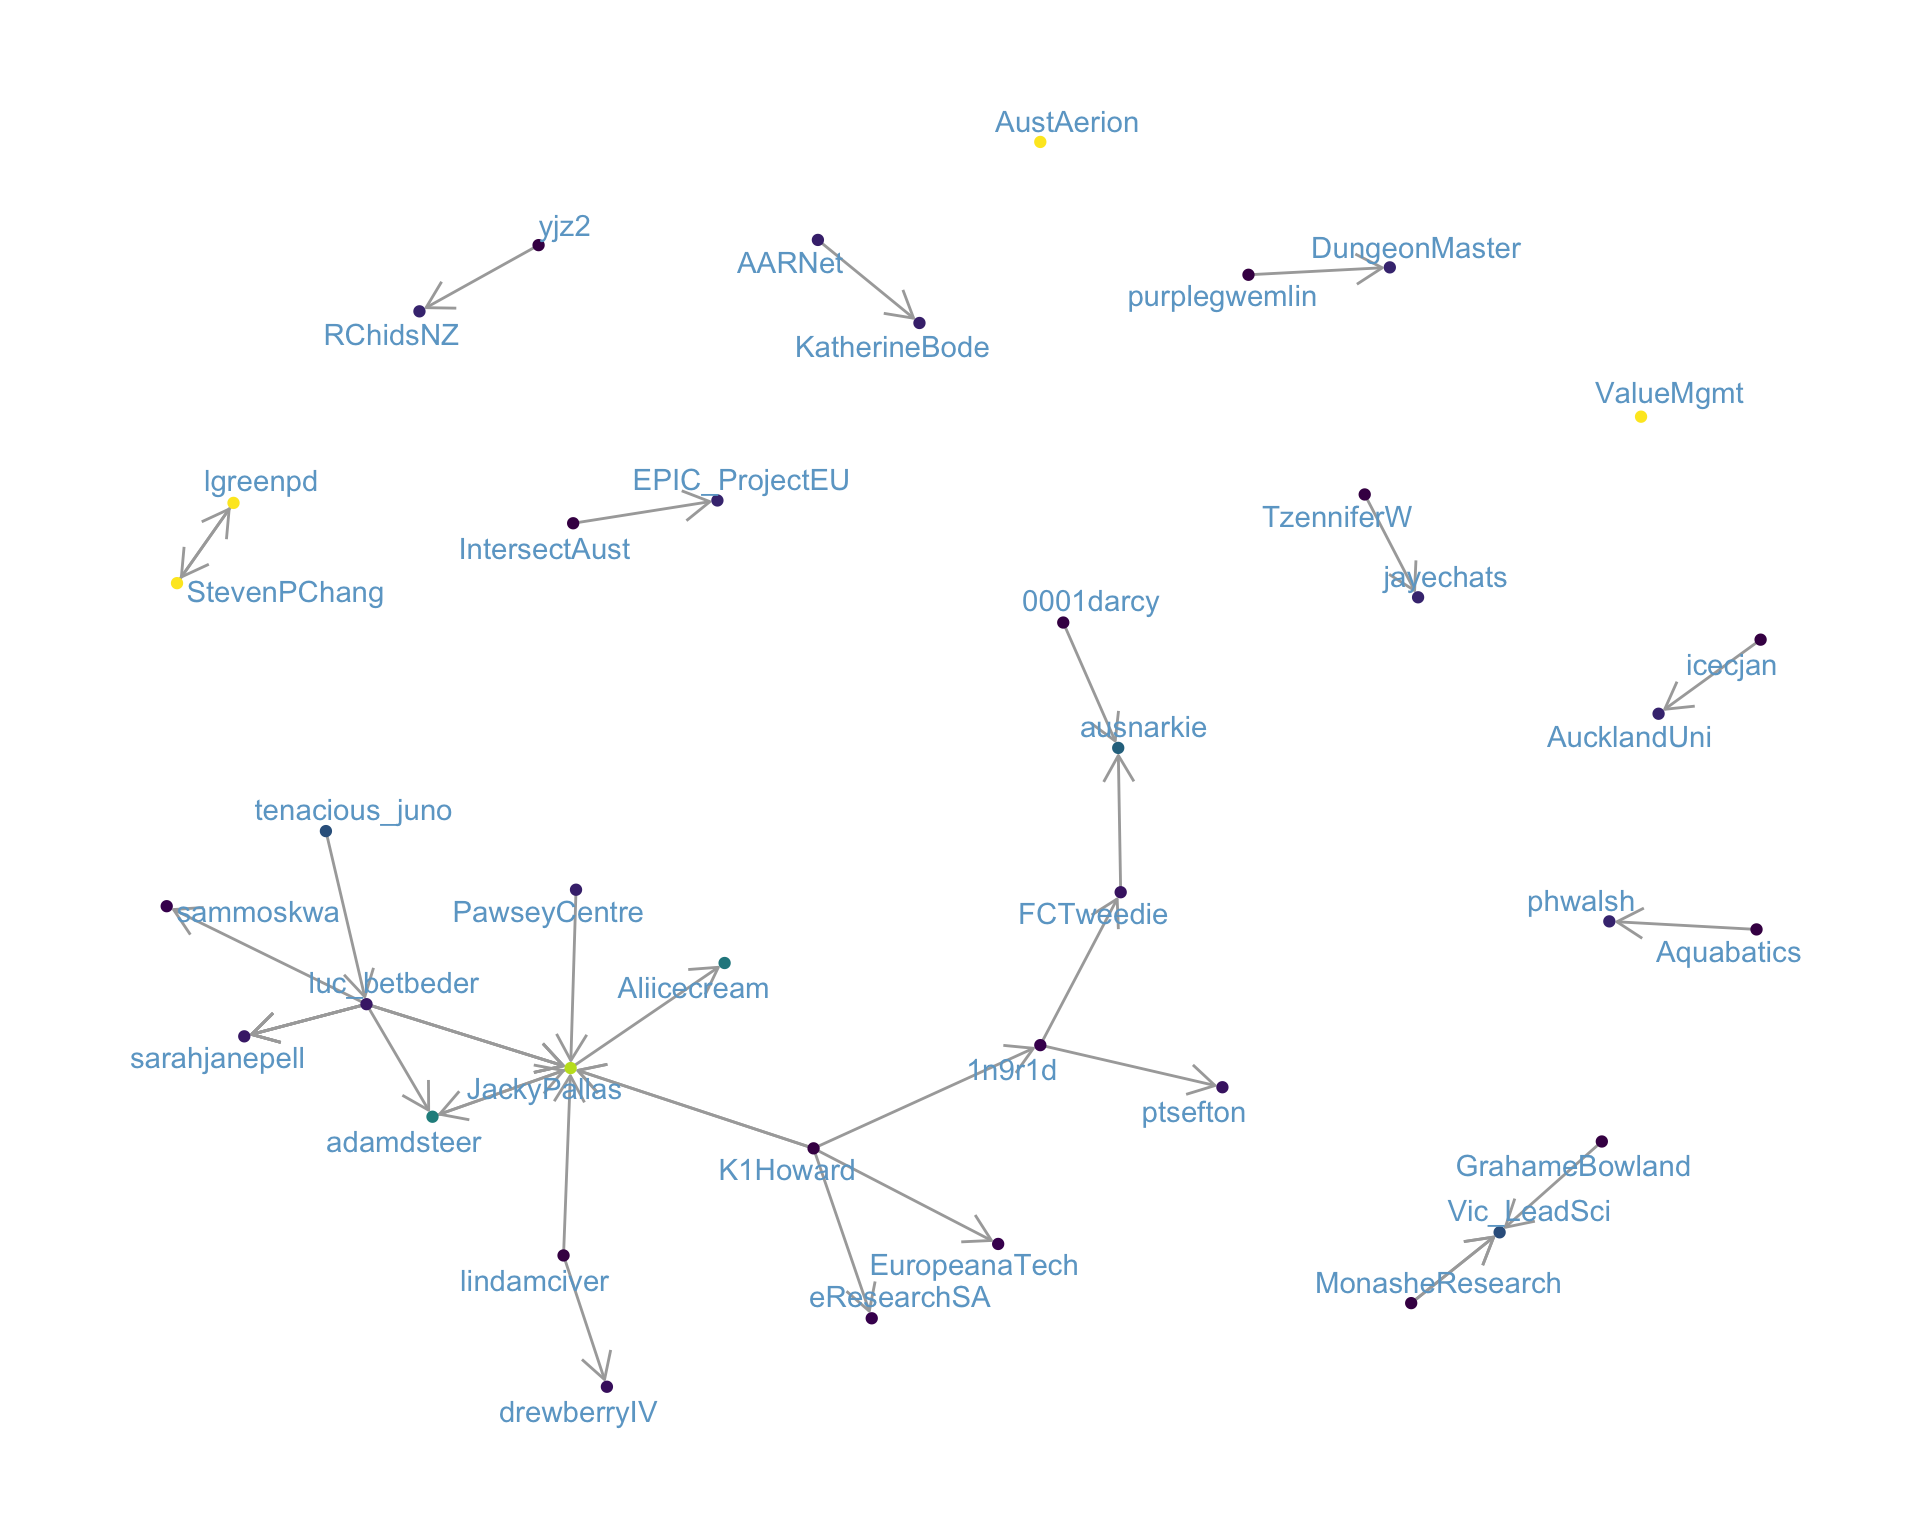 AustAerion
yjz2
AARNet
DungeonMaster
purplegwemlin
RChidsNZ
KatherineBode
ValueMgmt
lgreenpd
EPIC_ProjectEU
TzenniferW
IntersectAust
jayechats
StevenPChang
0001darcy
icecjan
ausnarkie
AucklandUni
tenacious_juno
phwalsh
sammoskwa
PawseyCentre
FCTweedie
Aquabatics
luc_betbeder
Aliicecream
sarahjanepell
1n9r1d
JackyPallas
ptsefton
adamdsteer
K1Howard
GrahameBowland
Vic_LeadSci
EuropeanaTech
lindamciver
MonasheResearch
eResearchSA
drewberryIV